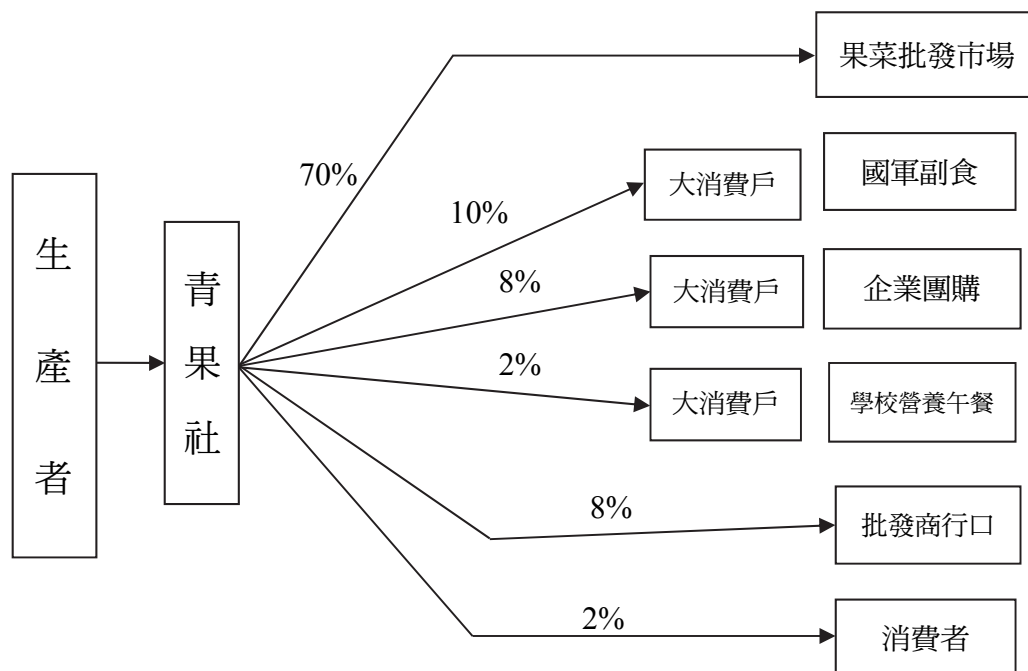 生產者
青果社
70%
果菜批發市場
10%
大消費戶
國軍副食
8%
大消費戶
企業團購
2%
大消費戶
學校營養午餐
8%
批發商行口
2%
消費者